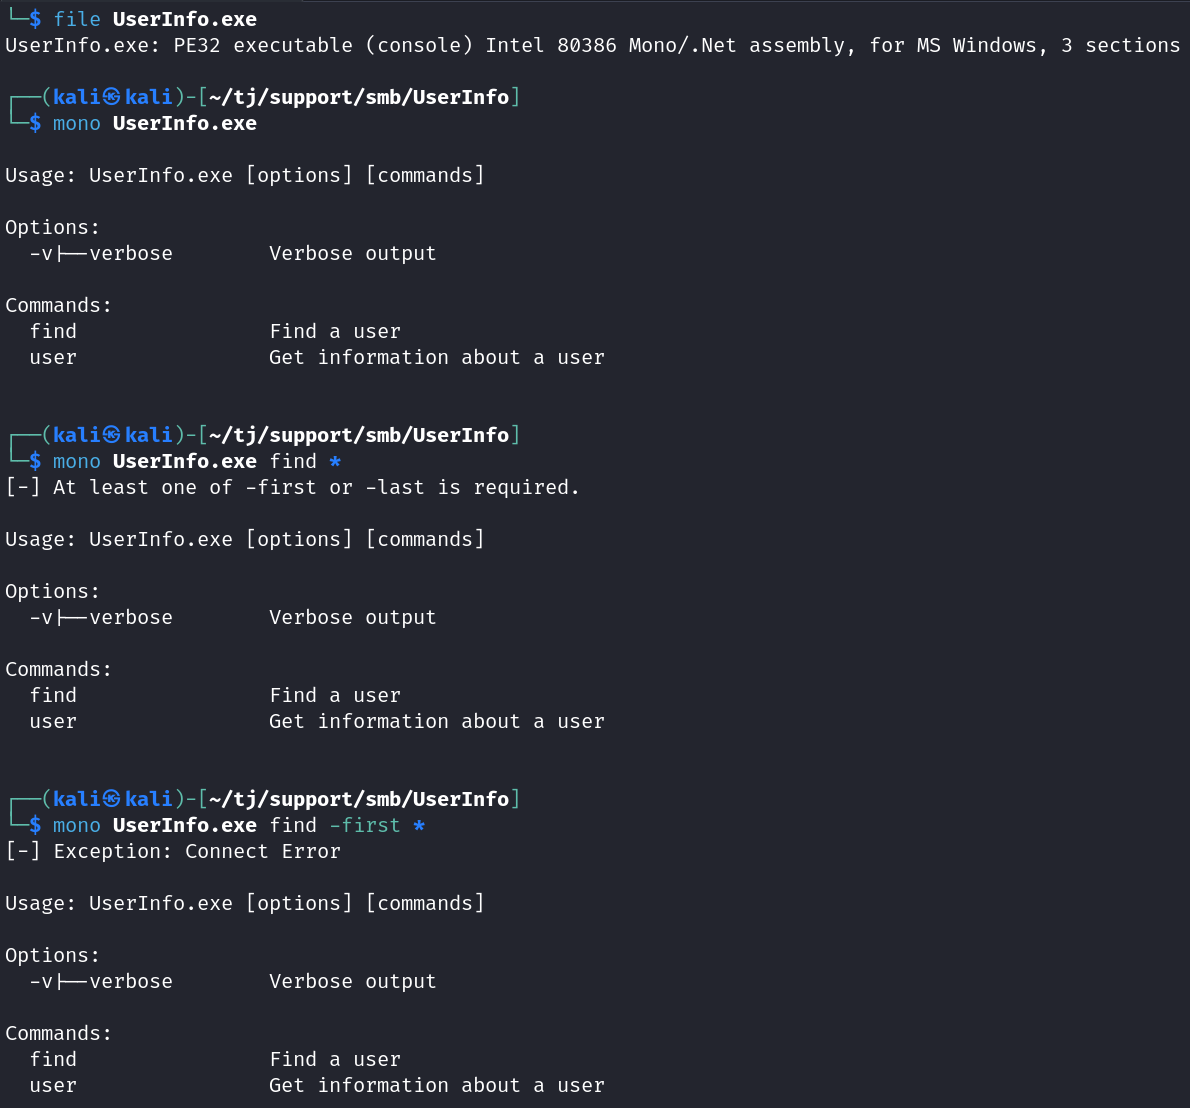 └─$ file UserInfo.exe
UserInfo.exe: PE32 executable (console) Intel 80386 Mono/.Net assembly, for MS Windows, 3 sections
┌──(kali㉿kali)-[~/tj/support/smb/UserInfo]
└─$ mono UserInfo.exe
Usage: UserInfo.exe [options] [commands]
Options:
  -v|--verbose        Verbose output
Commands:
  find                Find a user
  user                Get information about a user
┌──(kali㉿kali)-[~/tj/support/smb/UserInfo]
└─$ mono UserInfo.exe find *
[-] At least one of -first or -last is required.
Usage: UserInfo.exe [options] [commands]
Options:
  -v|--verbose        Verbose output
Commands:
  find                Find a user
  user                Get information about a user
┌──(kali㉿kali)-[~/tj/support/smb/UserInfo]
└─$ mono UserInfo.exe find -first *
[-] Exception: Connect Error
Usage: UserInfo.exe [options] [commands]
Options:
  -v|--verbose        Verbose output
Commands:
  find                Find a user
  user                Get information about a user